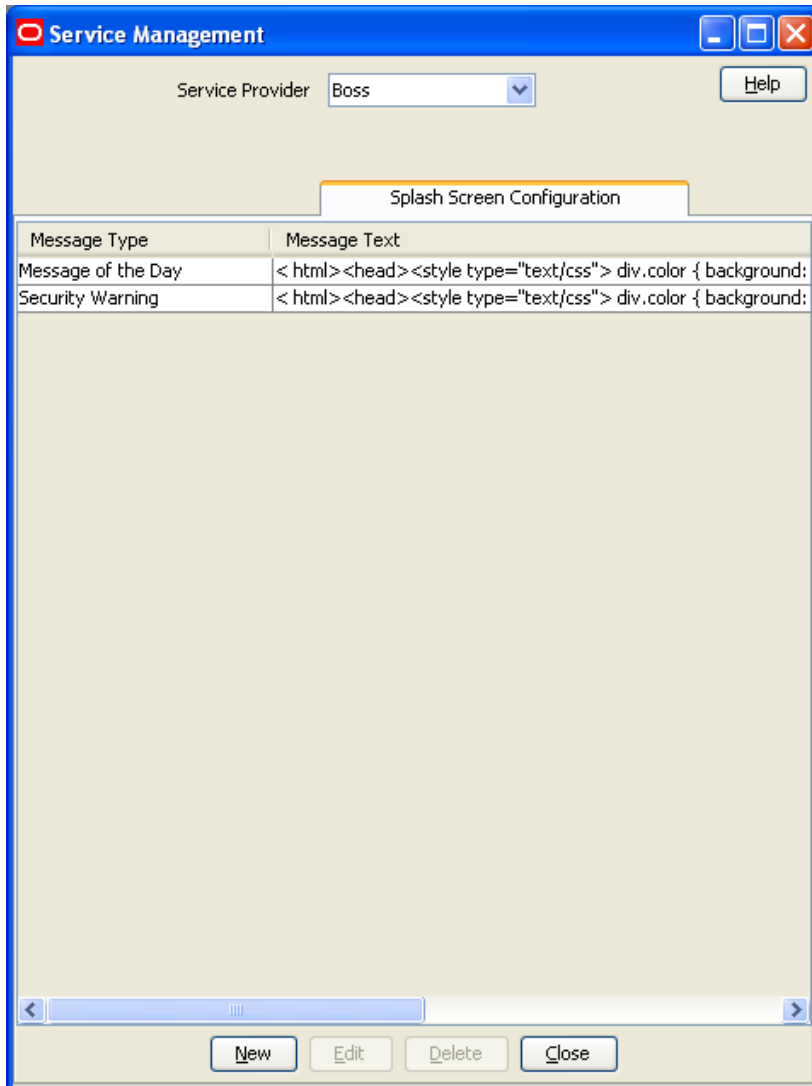 Service Management
Service Provider Boss Help
Splash Screen Configuration
Message Type Message Text
Message of the Day < html><head><style type="text/css"> div.color { background:
Security Warning < html><head><style type="text/css"> div.color { background:
New Edit Delete Close